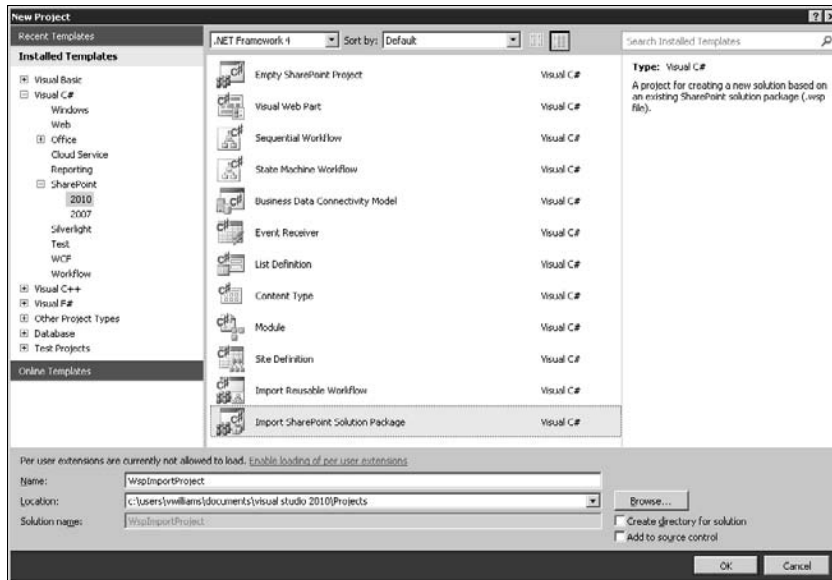 New Project
Recent Templates
.NET Framework 4
Sort by: Default
Search Installed Templates
Installed Templates
Visual Basic
Visual C#
Windows
Web
Office
Cloud Service
Reporting
SharePoint
2010
2007
Silverlight
Test
WCF
Workflow
Visual C++
Visual F#
Other Project Types
Database
Test Projects
Online Templates
Empty SharePoint Project Visual C#
Visual Web Part Visual C#
Sequential Workflow Visual C#
State Machine Workflow Visual C#
Business Data Connectivity Model Visual C#
Event Receiver Visual C#
List Definition Visual C#
Content Type Visual C#
Module Visual C#
Site Definition Visual C#
Import Reusable Workflow Visual C#
Import SharePoint Solution Package Visual C#
Type: Visual C#
A project for creating a new solution based on
an existing SharePoint solution package (.wsp
file).
Per user extensions are currently not allowed to load. Enable loading of per user extensions
Name: WspImportProject
Location: c:\users\vwilliams\documents\visual studio 2010\Projects
Browse...
Solution name: WspImportProject
Create directory for solution
Add to source control
OK Cancel